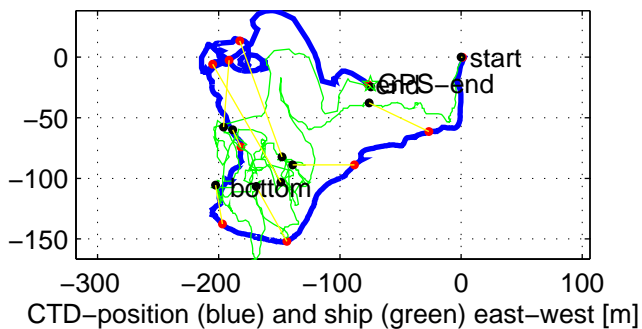 0
start
GPS−end
end
−50
−100
bottom
−150
−300
−200
−100
0
100
CTD−position (blue) and ship (green) east−west [m]